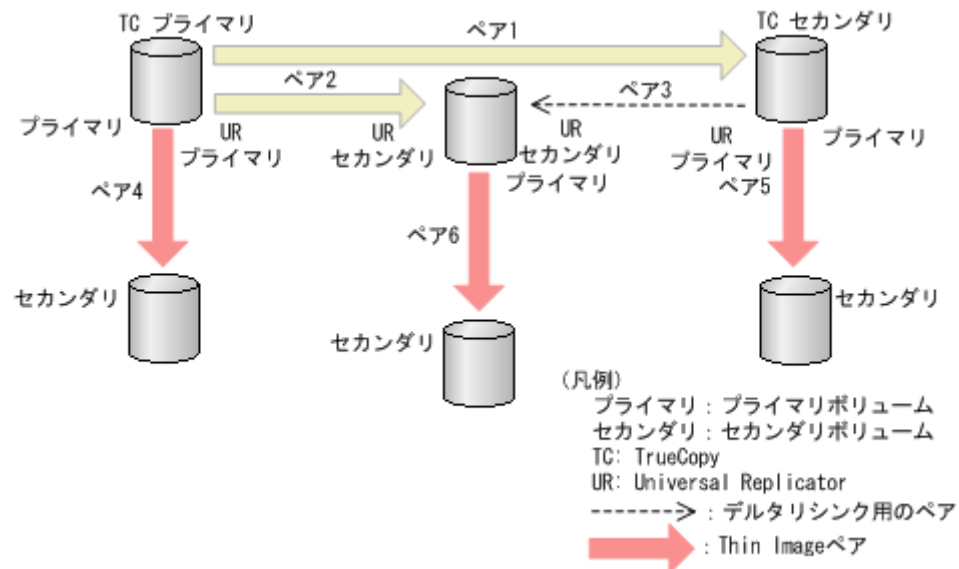 TC プライマリ
ペア1
TC セカンダリ
ペア2
ペア3
プライマリ
UR
プライマリ
UR
セカンダリ
UR
セカンダリ
プライマリ
UR
プライマリ
プライマリ
ペア4
ペア6
ペア5
セカンダリ
セカンダリ
セカンダリ
(凡例)
プライマリ：プライマリボリューム
セカンダリ：セカンダリボリューム
TC: TrueCopy
UR: Universal Replicator
：デルタリシンク用のペア
：Thin Imageペア